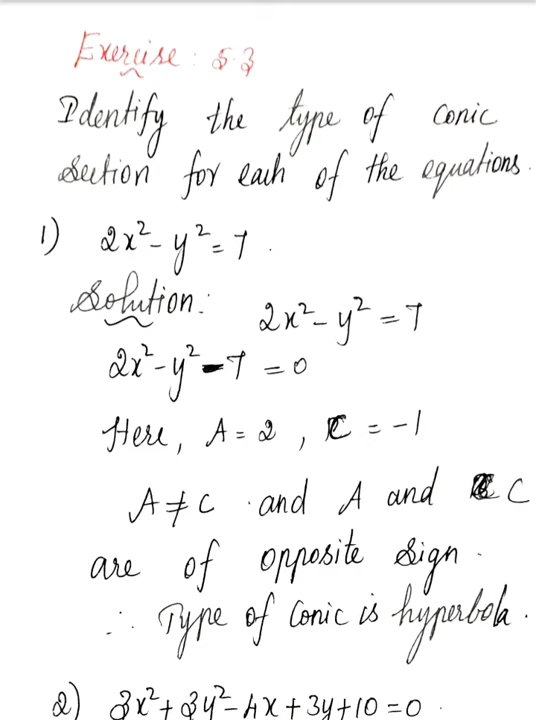 Exercise: 5.3
Identify the type of conic
Section for each of the equations.
1) 2x²-y²=7.
Solution: 2x²-y²=7
2x²-y²-7=0
Here, A=2, C=-1
A≠C and A and C
are of opposite sign.
∴ Type of conic is hyperbola.
2) 3x²+3y²-4x+3y+10=0